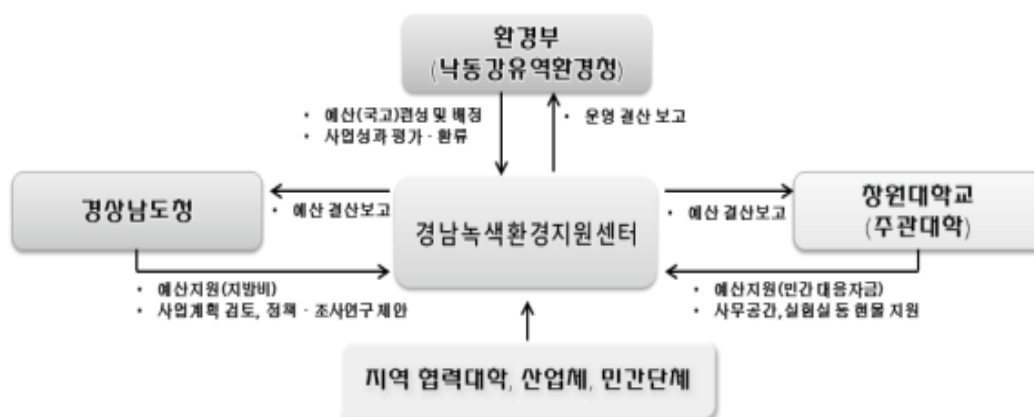 환경부
(낙동강유역환경청)
• 예산(국고)편성 및 배정
• 사업성과 평가 - 환류
• 운영 결산 보고
경상남도청
• 예산 결산보고
경남녹색환경지원센터
• 예산 결산보고
창원대학교
(주관대학)
• 예산지원(지방비)
• 사업계획 검토, 정책 - 조사연구 제안
• 예산지원(민간 대응자금)
• 사무공간,실험실 등 현물 지원
지역 협력대학, 산업체, 민간단체